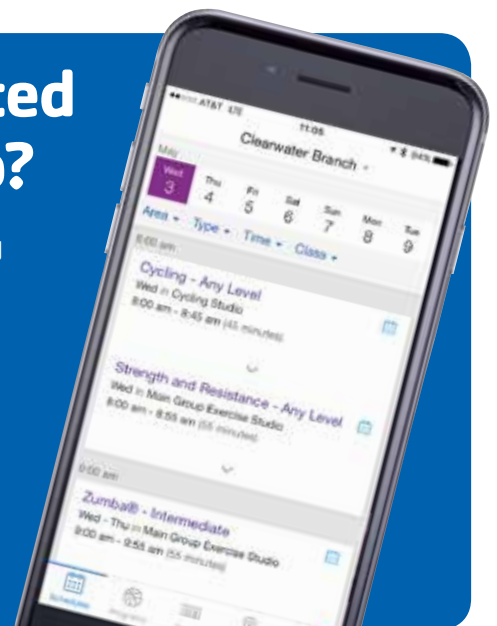 ted
?
AT&T LTE
11:05
94%
Clearwater Branch
May
Wed Thu Fri Sat Sun Mon Tue
3 4 5 6 7 8 9
Area Type Time Class
8:00 am
Cycling - Any Level
Wed in Cycling Studio
8:00 am - 8:45 am (45 minutes)
Strength and Resistance - Any Level
Wed in Main Group Exercise Studio
8:00 am - 8:55 am (55 minutes)
9:00 am
Zumba® - Intermediate
Wed - Thu in Main Group Exercise Studio
9:00 am - 9:55 am (55 minutes)
Schedules